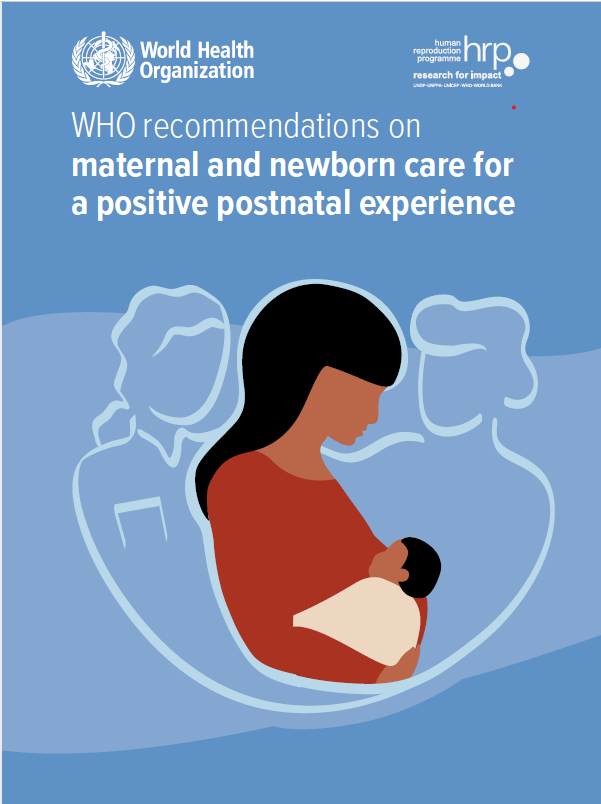 World Health
Organization
human
reproduction
programme
hrp
research for impact
UNDP · UNFPA · UNICEF · WHO · WORLD BANK
WHO recommendations on
maternal and newborn care for
a positive postnatal experience